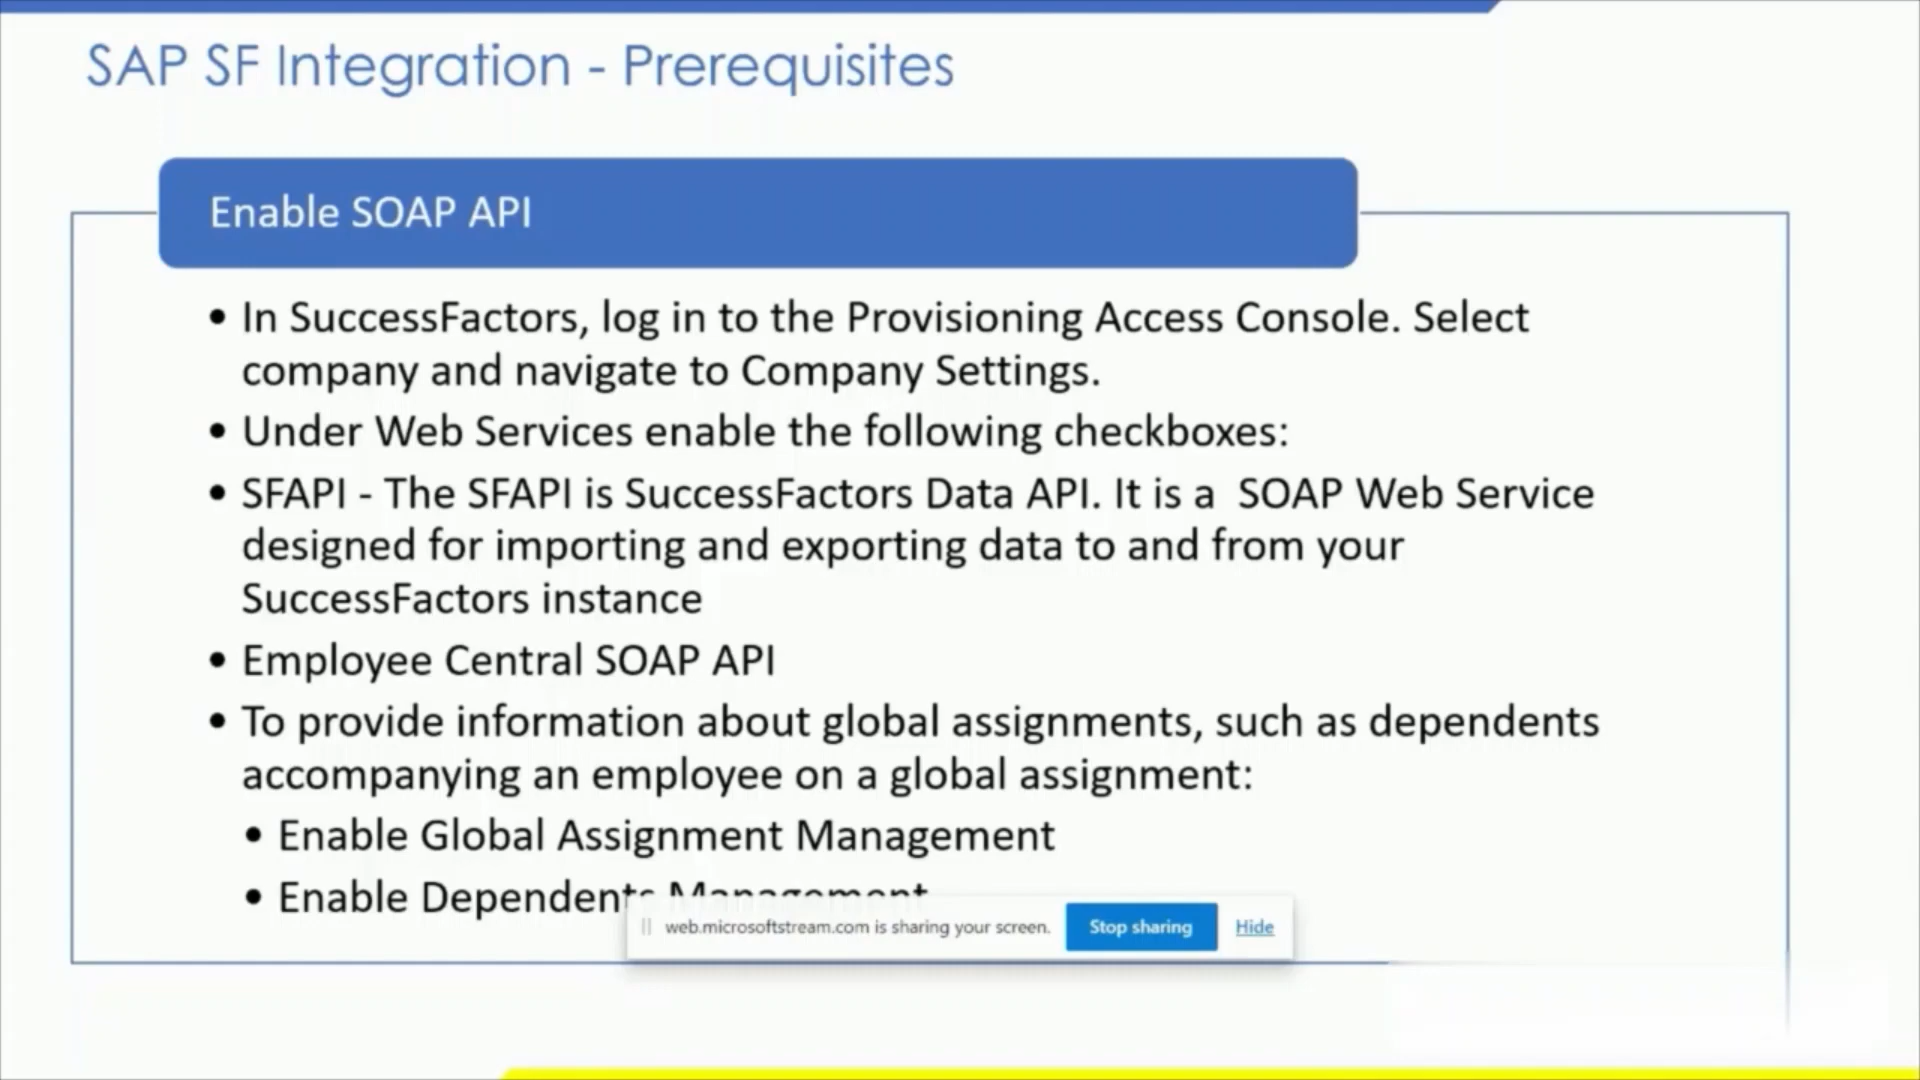 SAP SF Integration - Prerequisites
Enable SOAP API
• In SuccessFactors, log in to the Provisioning Access Console. Select
company and navigate to Company Settings.
• Under Web Services enable the following checkboxes:
• SFAPI - The SFAPI is SuccessFactors Data API. It is a  SOAP Web Service
designed for importing and exporting data to and from your
SuccessFactors instance
• Employee Central SOAP API
• To provide information about global assignments, such as dependents
accompanying an employee on a global assignment:
• Enable Global Assignment Management
• Enable Dependents Management
web.microsoftstream.com is sharing your screen. Stop sharing Hide